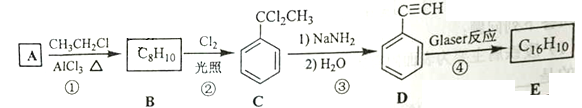 CCl₂CH₃ C≡CH
A CH₃CH₂Cl AlCl₃ △ C₈H₁₀ Cl₂ 光照 1) NaNH₂ 2) H₂O Glaser反应 C₁₆H₁₀
① B ② C ③ D ④ E